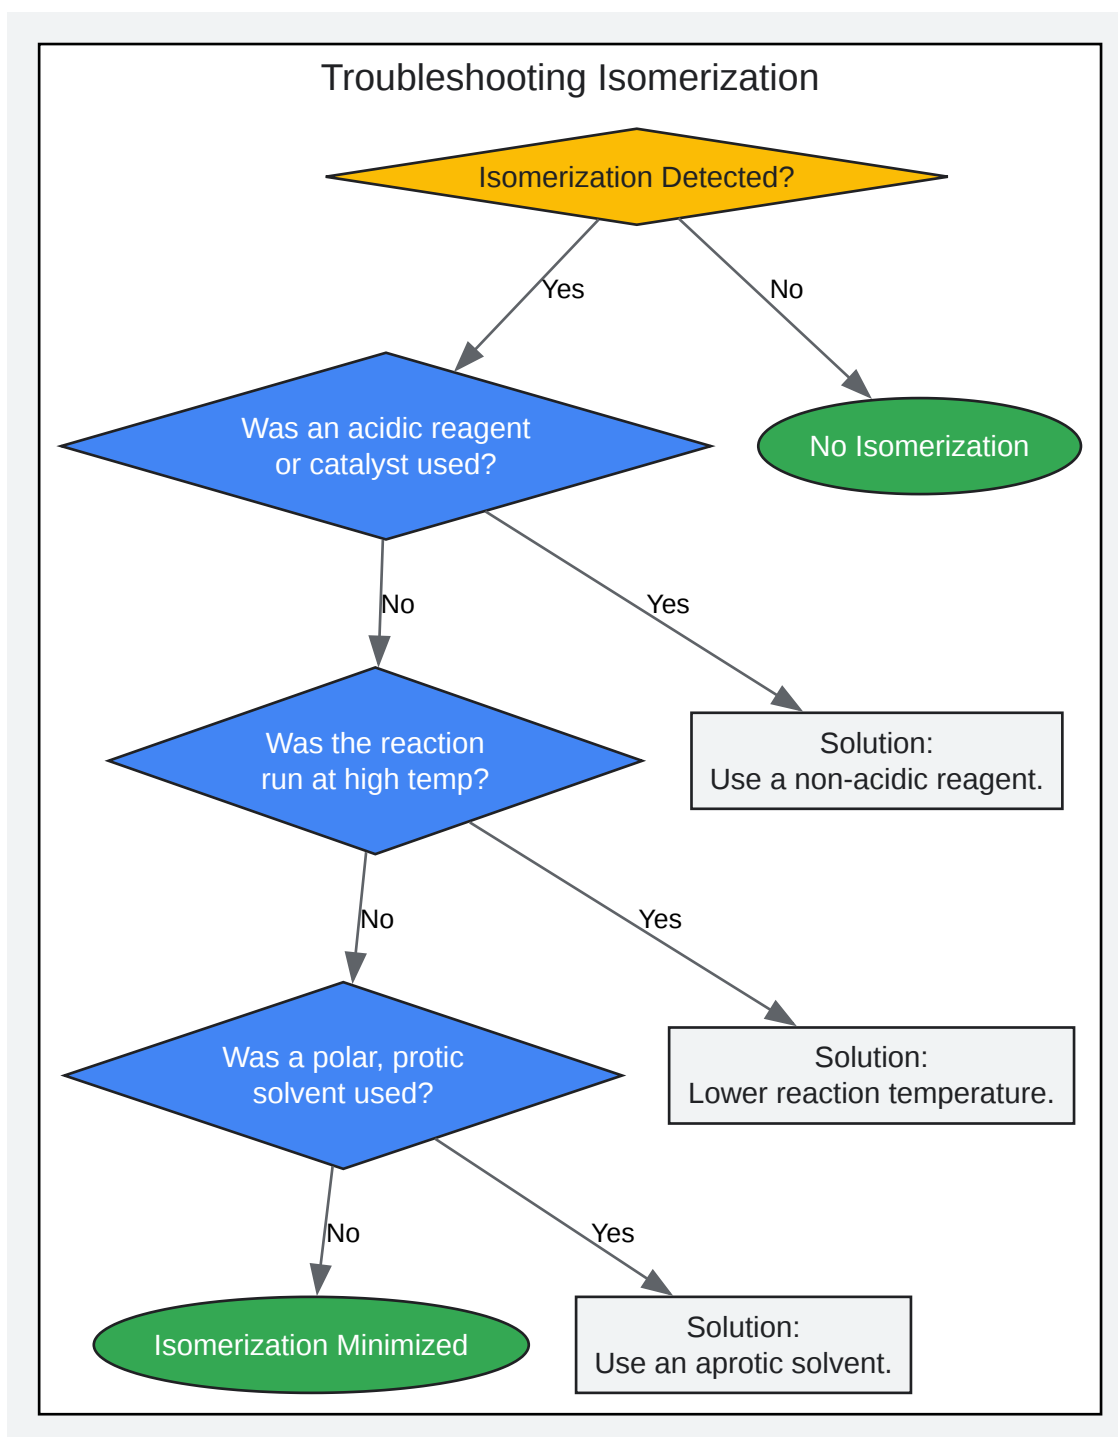 Troubleshooting Isomerization
Isomerization Detected?
Yes
No
Was an acidic reagent
or catalyst used?
No Isomerization
No
Yes
Was the reaction
run at high temp?
Solution:
Use a non-acidic reagent.
No
Yes
Was a polar, protic
solvent used?
Solution:
Lower reaction temperature.
No
Yes
Isomerization Minimized
Solution:
Use an aprotic solvent.